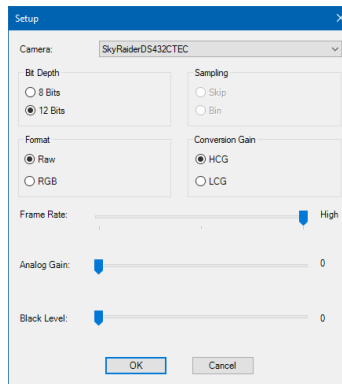 Setup
Camera: SkyRaiderDS432CTEC
Bit Depth
8 Bits
12 Bits
Sampling
Skip
Bin
Format
Raw
RGB
Conversion Gain
HCG
LCG
Frame Rate: High
Analog Gain: 0
Black Level: 0
OK Cancel